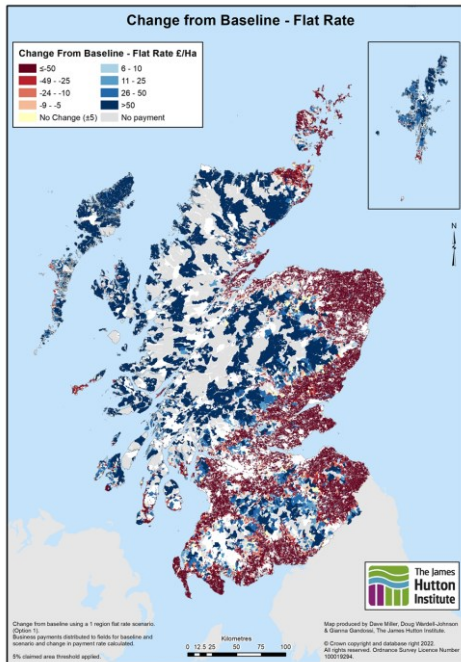 Change from Baseline - Flat Rate
Change From Baseline - Flat Rate £/Ha
≤-50
-49 - -25
-24 - -10
-9 - -5
No Change (±5)
6 - 10
11 - 25
26 - 50
>50
No payment
N
The James
Hutton
Institute
Change from baseline using a 1 region flat rate scenario.
(Option 1).
Business payments distributed to fields for baseline and
scenario and change in payment rate calculated.
5% claimed area threshold applied.
Kilometres
0 12.5 25 50 75 100
Map produced by Dave Miller, Doug Wardell-Johnson
& Gianna Gandossi, The James Hutton Institute.
© Crown copyright and database right 2022.
All rights reserved. Ordnance Survey Licence Number
100019294.